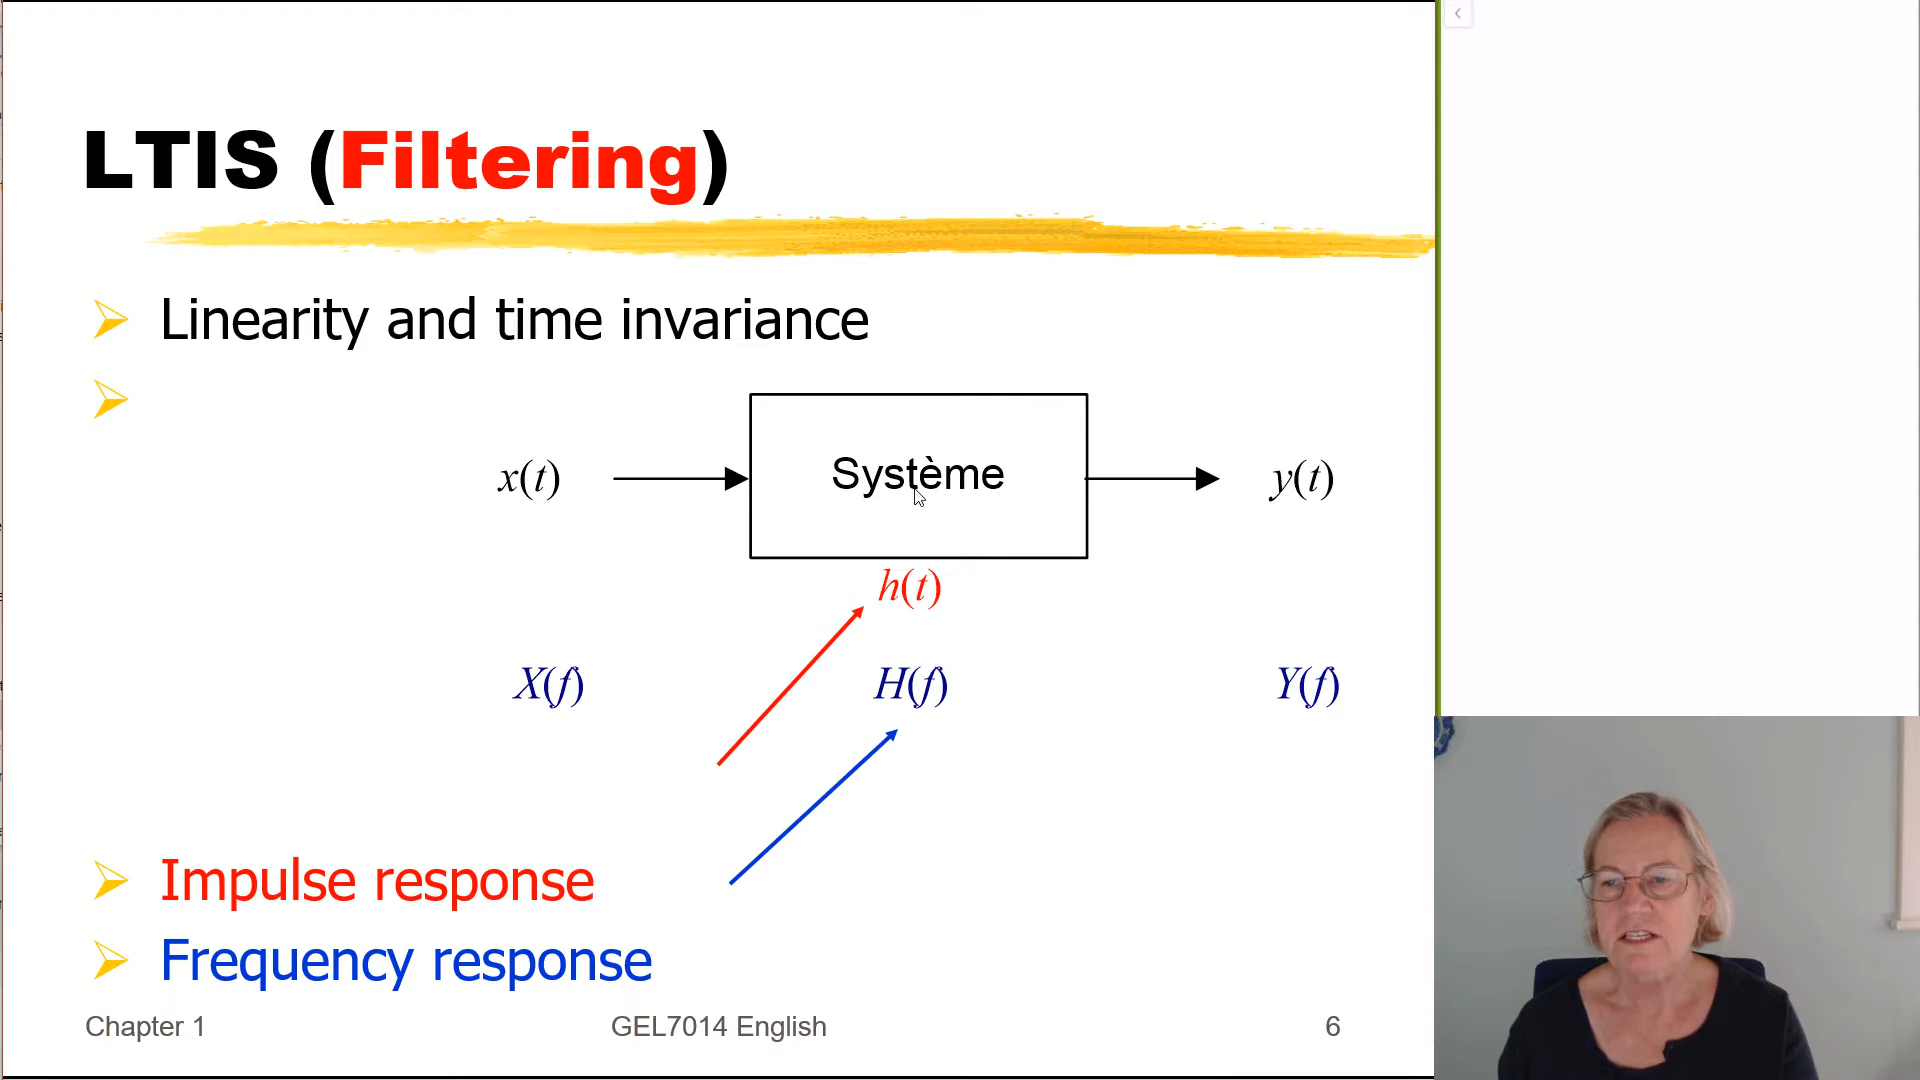 LTIS (Filtering)
Linearity and time invariance
x(t) Système y(t)
h(t)
X(f) H(f) Y(f)
Impulse response
Frequency response
Chapter 1 GEL7014 English 6